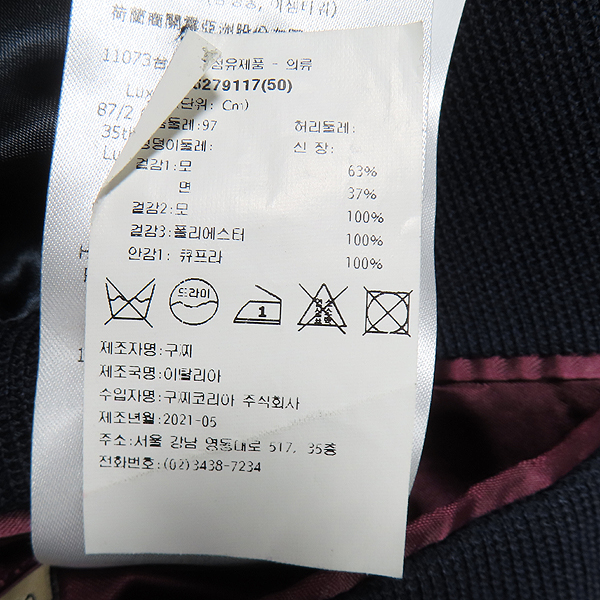 11073
섬유제품 - 의류
Lux
6279117(50)
87/2
단위: Cm)
35th
둘레:97 허리둘레:
Lu
덩이둘레: 신 장:
겉감1:모 63%
면 37%
겉감2:모 100%
겉감3:폴리에스터 100%
안감1: 큐프라 100%
드라이
1
제조자명:구찌
제조국명:이탈리아
수입자명:구찌코리아 주식회사
제조년월:2021-05
주소:서울 강남 영동대로 517, 35층
전화번호:(02)3438-7234